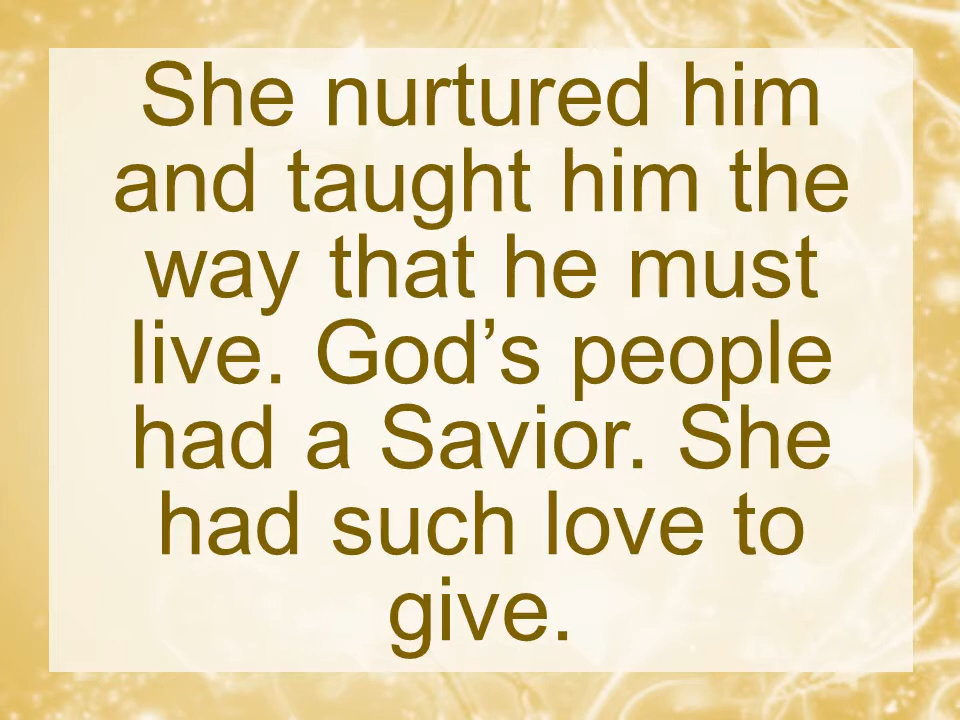 She nurtured him
and taught him the
way that he must
live. God’s people
had a Savior. She
had such love to
give.